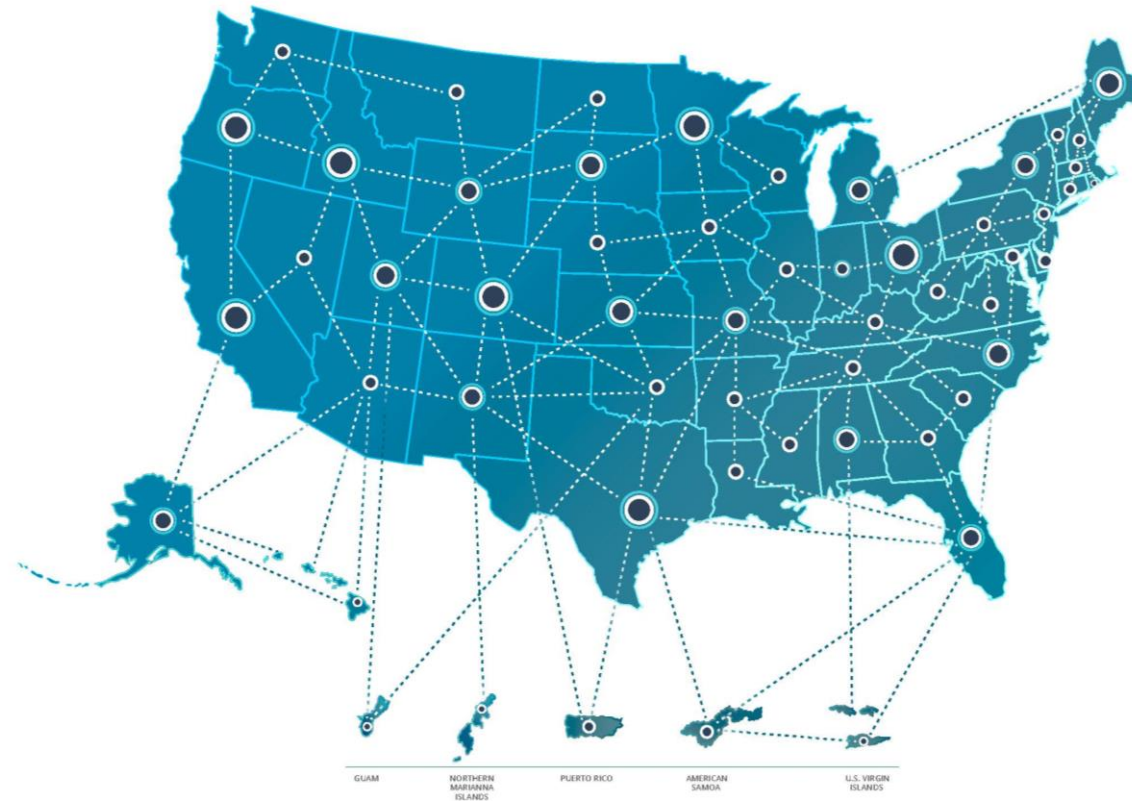 GUAM
NORTHERN
MARIANNA
ISLANDS
PUERTO RICO
AMERICAN
SAMOA
U.S. VIRGIN
ISLANDS